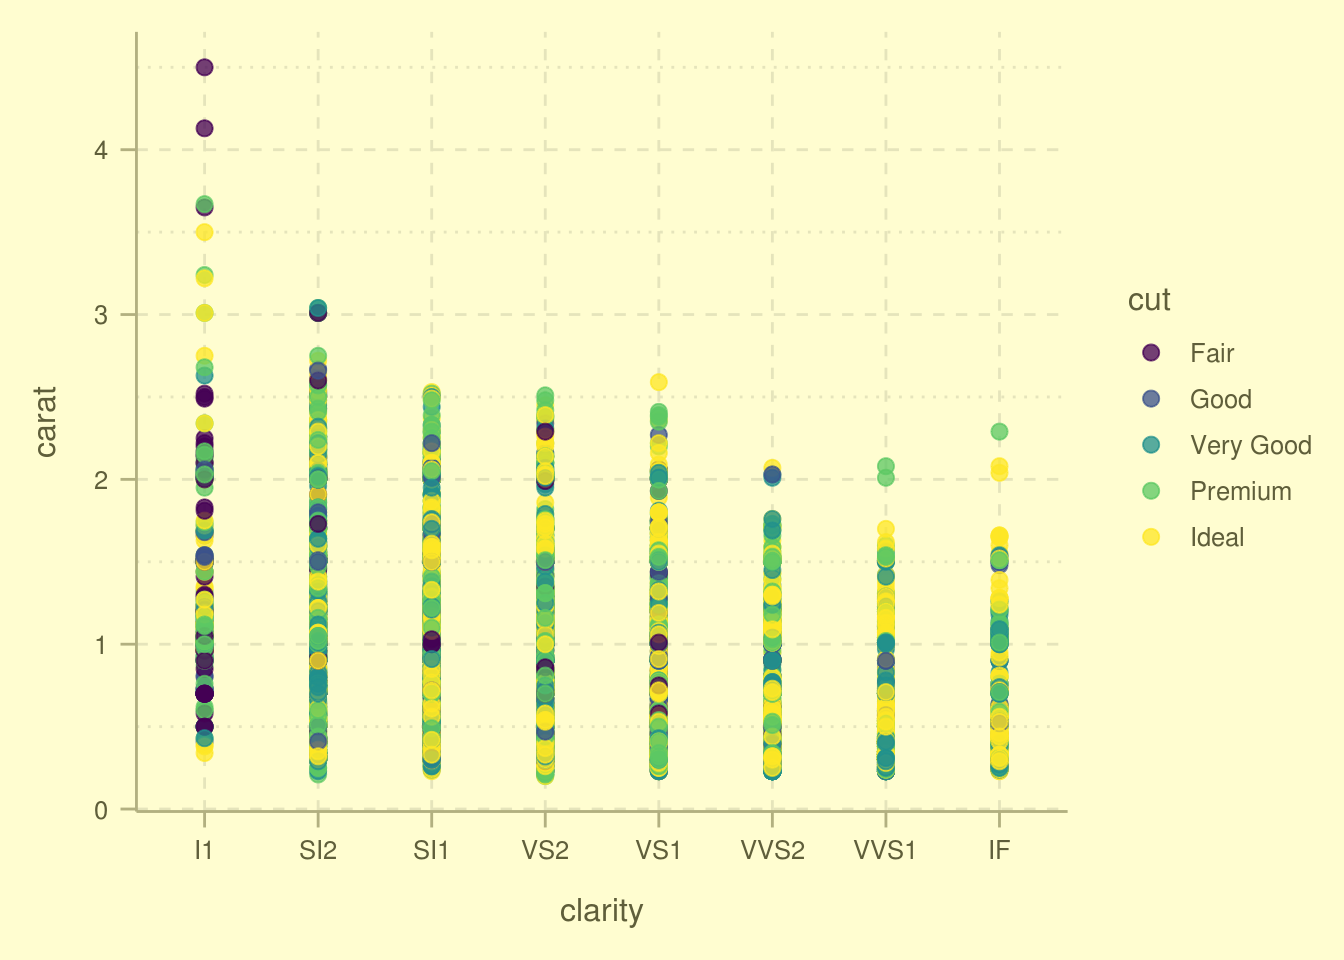 4
3
2
1
0
carat
I1 SI2 SI1 VS2 VS1 VVS2 VVS1 IF
clarity
cut
Fair
Good
Very Good
Premium
Ideal